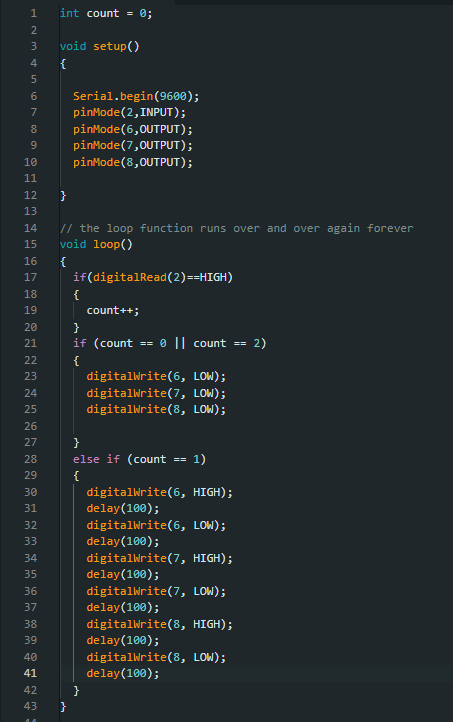 1 int count = 0;
2
3 void setup()
4 {
5
6 Serial.begin(9600);
7 pinMode(2,INPUT);
8 pinMode(6,OUTPUT);
9 pinMode(7,OUTPUT);
10 pinMode(8,OUTPUT);
11
12 }
13
14 // the loop function runs over and over again forever
15 void loop()
16 {
17 if(digitalRead(2)==HIGH)
18 {
19 count++;
20 }
21 if (count == 0 || count == 2)
22 {
23 digitalWrite(6, LOW);
24 digitalWrite(7, LOW);
25 digitalWrite(8, LOW);
26
27 }
28 else if (count == 1)
29 {
30 digitalWrite(6, HIGH);
31 delay(100);
32 digitalWrite(6, LOW);
33 delay(100);
34 digitalWrite(7, HIGH);
35 delay(100);
36 digitalWrite(7, LOW);
37 delay(100);
38 digitalWrite(8, HIGH);
39 delay(100);
40 digitalWrite(8, LOW);
41 delay(100);
42 }
43 }